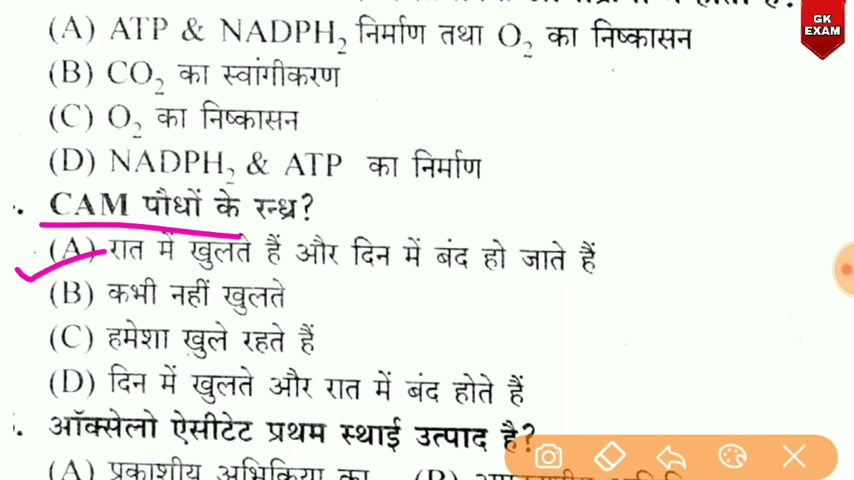 होता है?
(A) ATP & NADPH₂ निर्माण तथा O₂ का निष्कासन
(B) CO₂ का स्वांगीकरण
(C) O₂ का निष्कासन
(D) NADPH₂ & ATP का निर्माण
. CAM पौधों के रन्ध्र?
(A) रात में खुलते हैं और दिन में बंद हो जाते हैं
(B) कभी नहीं खुलते
(C) हमेशा खुले रहते हैं
(D) दिन में खुलते और रात में बंद होते हैं
. ऑक्सेलो ऐसीटेट प्रथम स्थाई उत्पाद है?
(A) प्रकाशीय अभिक्रिया का (B)
GK
EXAM